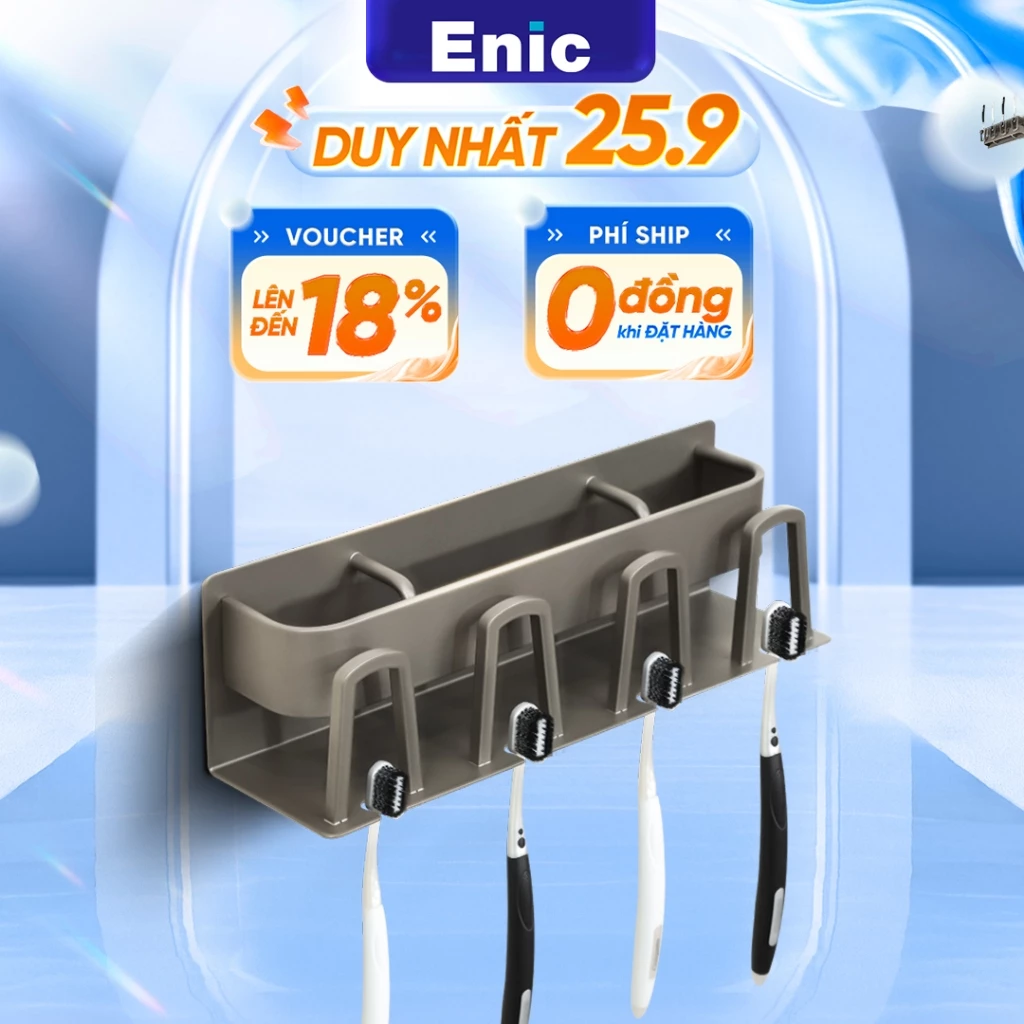 Enic
DUY NHẤT 25.9
» VOUCHER «
LÊN ĐẾN 18%
» PHÍ SHIP «
0 đồng
khi ĐẶT HÀNG